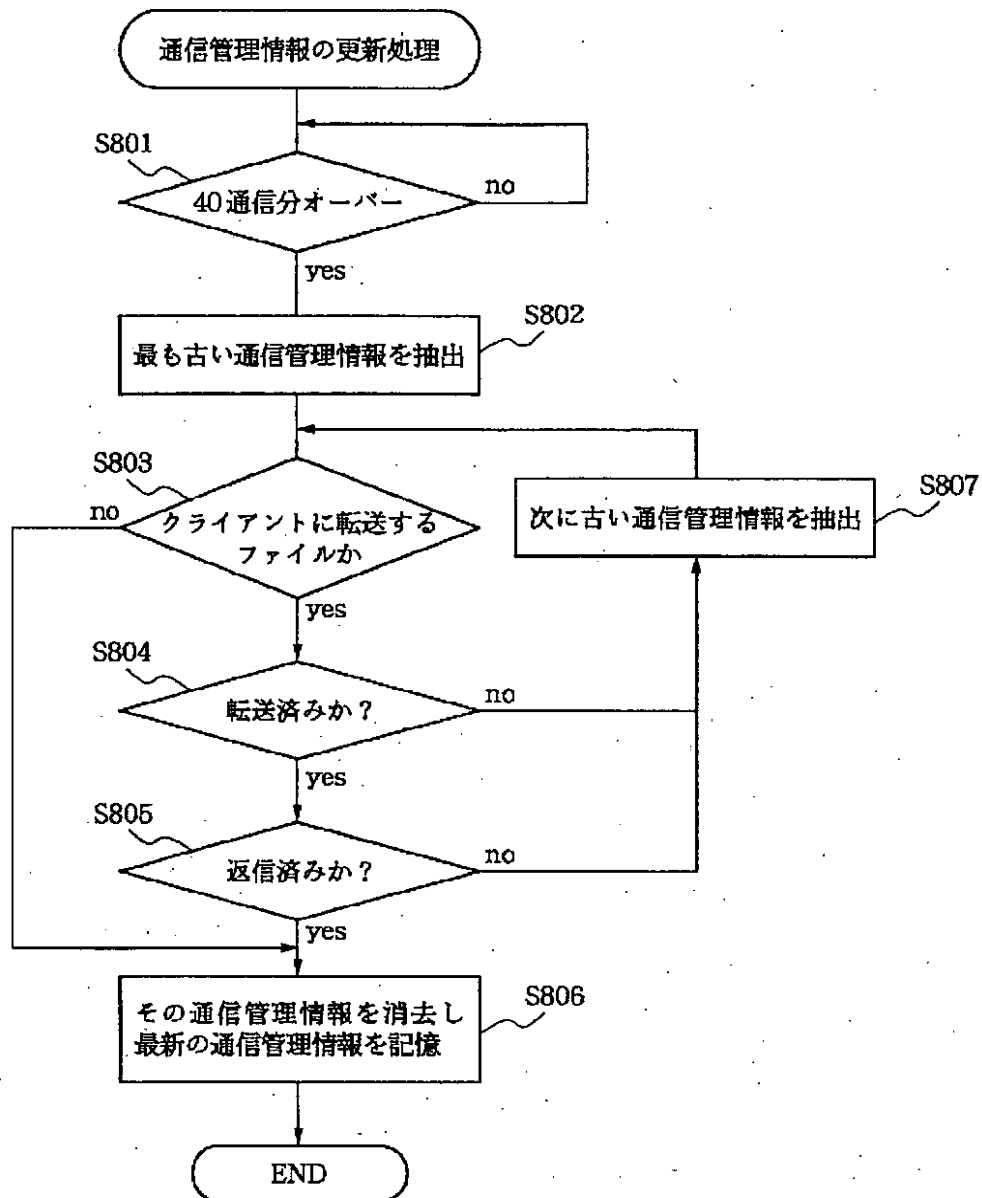 通信管理情報の更新処理
S801
40通信分オーバー
no
yes
S802
最も古い通信管理情報を抽出
S803
no
クライアントに転送する
ファイルか
yes
S807
次に古い通信管理情報を抽出
S804
転送済みか?
no
yes
S805
返信済みか?
no
yes
S806
その通信管理情報を消去し
最新の通信管理情報を記憶
END